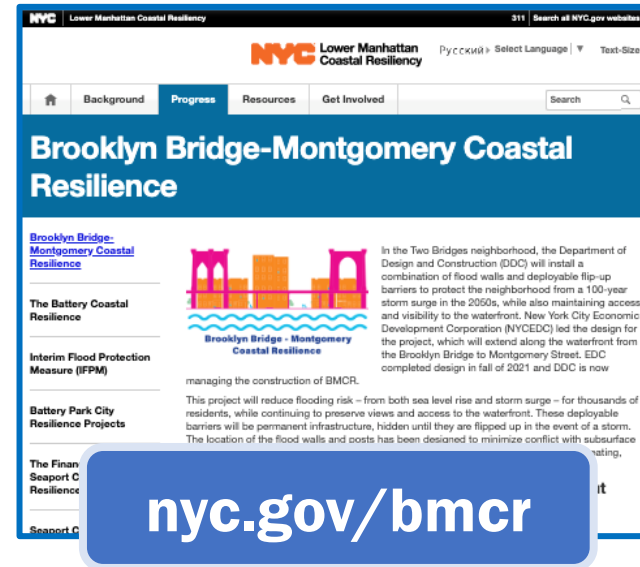 NYC Lower Manhattan Coastal Resiliency 311 Search all NYC.gov websites
NYC Lower Manhattan Coastal Resiliency Русский Select Language ▼ Text-Size
Background Progress Resources Get Involved Search
Brooklyn Bridge-Montgomery Coastal
Resilience
Brooklyn Bridge-
Montgomery Coastal
Resilience
The Battery Coastal
Resilience
Interim Flood Protection
Measure (IFPM)
Battery Park City
Resilience Projects
The
Seaport
Resilience
Seaport
Brooklyn Bridge - Montgomery
Coastal Resilience
In the Two Bridges neighborhood, the Department of
Design and Construction (DDC) will install a
combination of flood walls and deployable flip-up
barriers to protect the neighborhood from a 100-year
storm surge in the 2050s, while also maintaining access
and visibility to the waterfront. New York City Economic
Development Corporation (NYCEDC) led the design for
the project, which will extend along the waterfront from
the Brooklyn Bridge to Montgomery Street. EDC
completed design in fall of 2021 and DDC is now
managing the construction of BMCR.
This project will reduce flooding risk – from both sea level rise and storm surge – for thousands of
residents, while continuing to preserve views and access to the waterfront. These deployable
barriers will be permanent infrastructure, hidden until they are flipped up in the event of a storm.
The location of the flood walls and posts has been designed to minimize conflict with subsurface
nyc.gov/bmcr